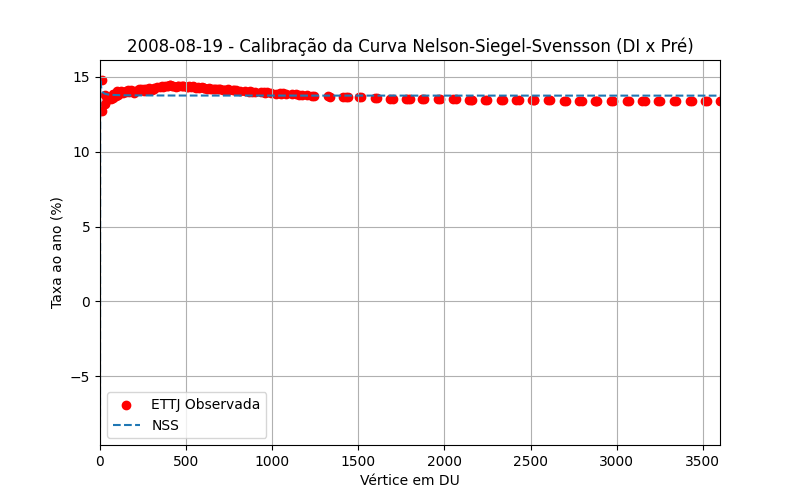 2008-08-19 - Calibração da Curva Nelson-Siegel-Svensson (DI x Pré)
Taxa ao ano (%)
15
10
5
0
−5
ETTJ Observada
NSS
0 500 1000 1500 2000 2500 3000 3500
Vértice em DU